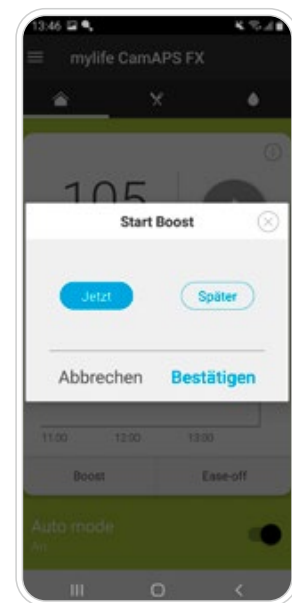 13:46
mylife CamAPS FX
105
Start Boost
Jetzt Später
Abbrechen Bestätigen
11:00 12:00 13:00
Boost Ease-off
Auto mode
An